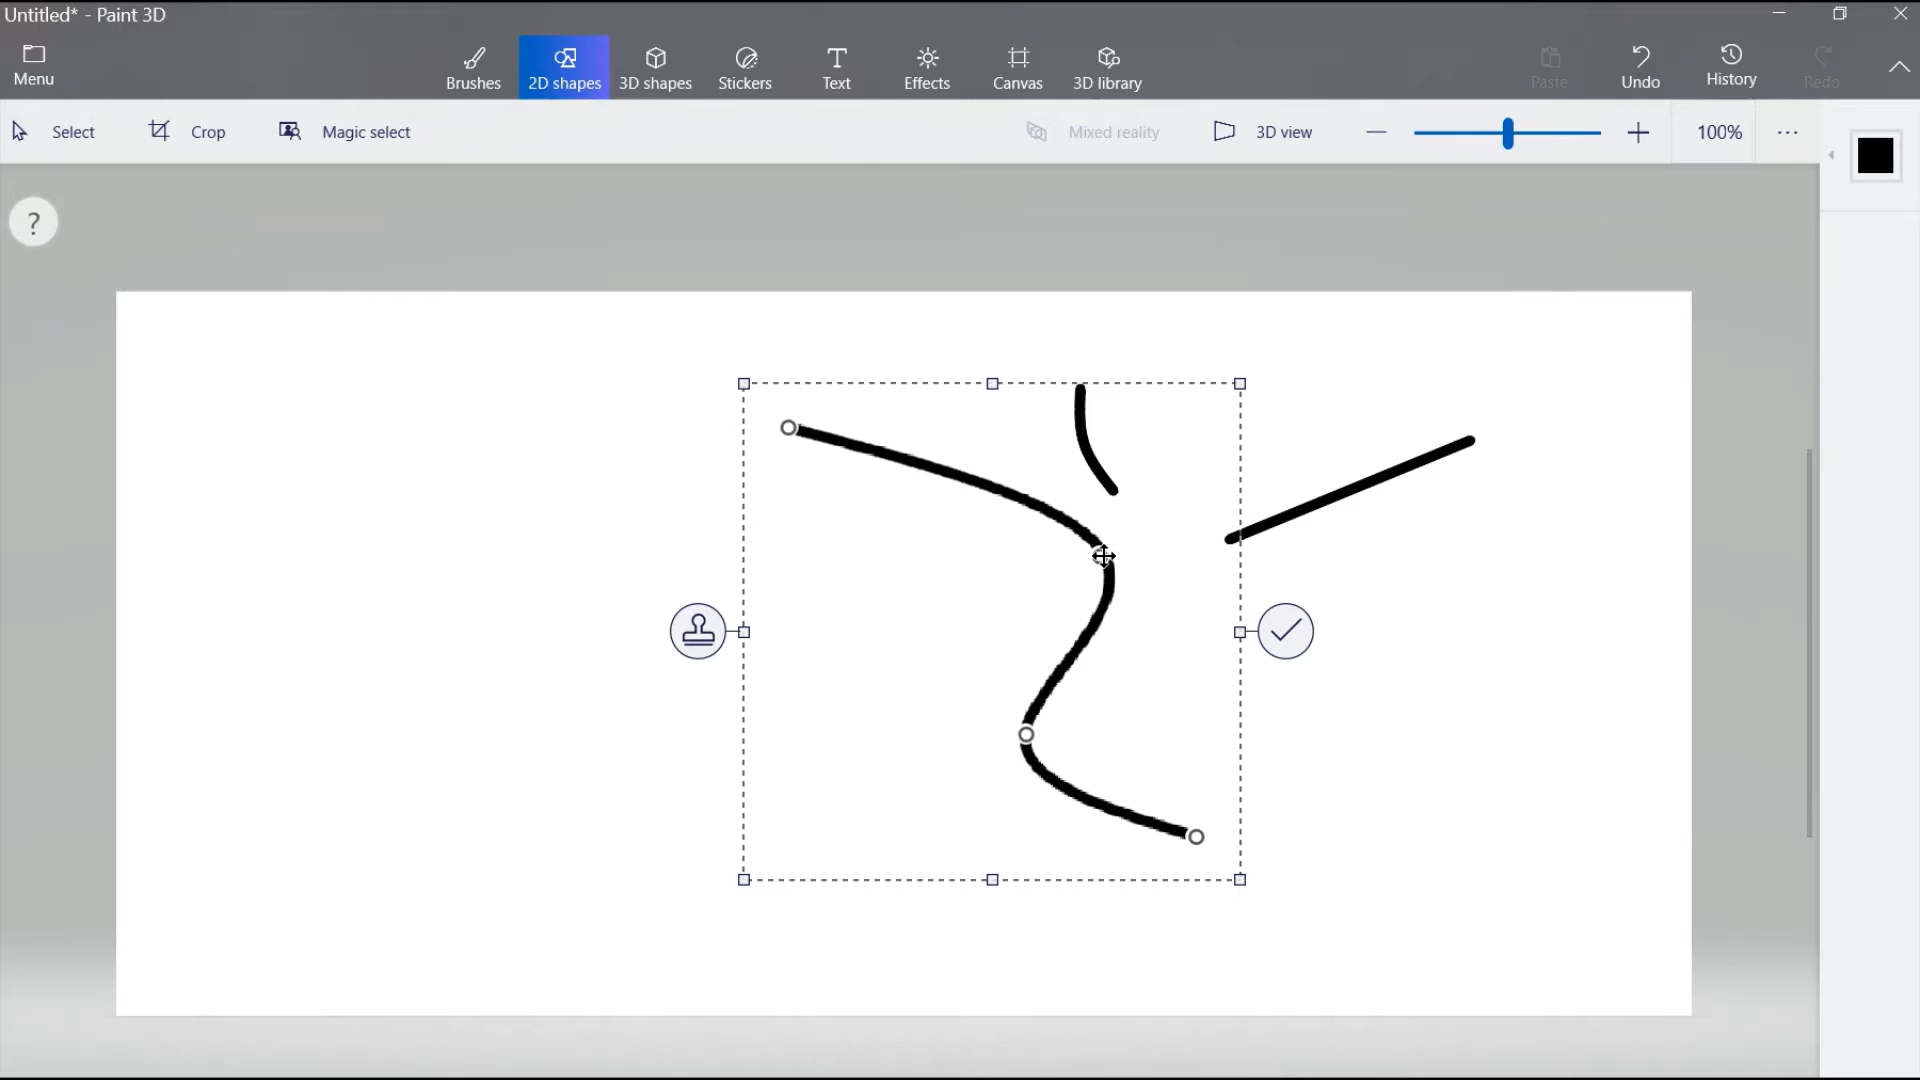 Untitled* - Paint 3D
Menu
Brushes
2D shapes
3D shapes
Stickers
Text
Effects
Canvas
3D library
Paste
Undo
History
Redo
Select
Crop
Magic select
Mixed reality
3D view
100%
?